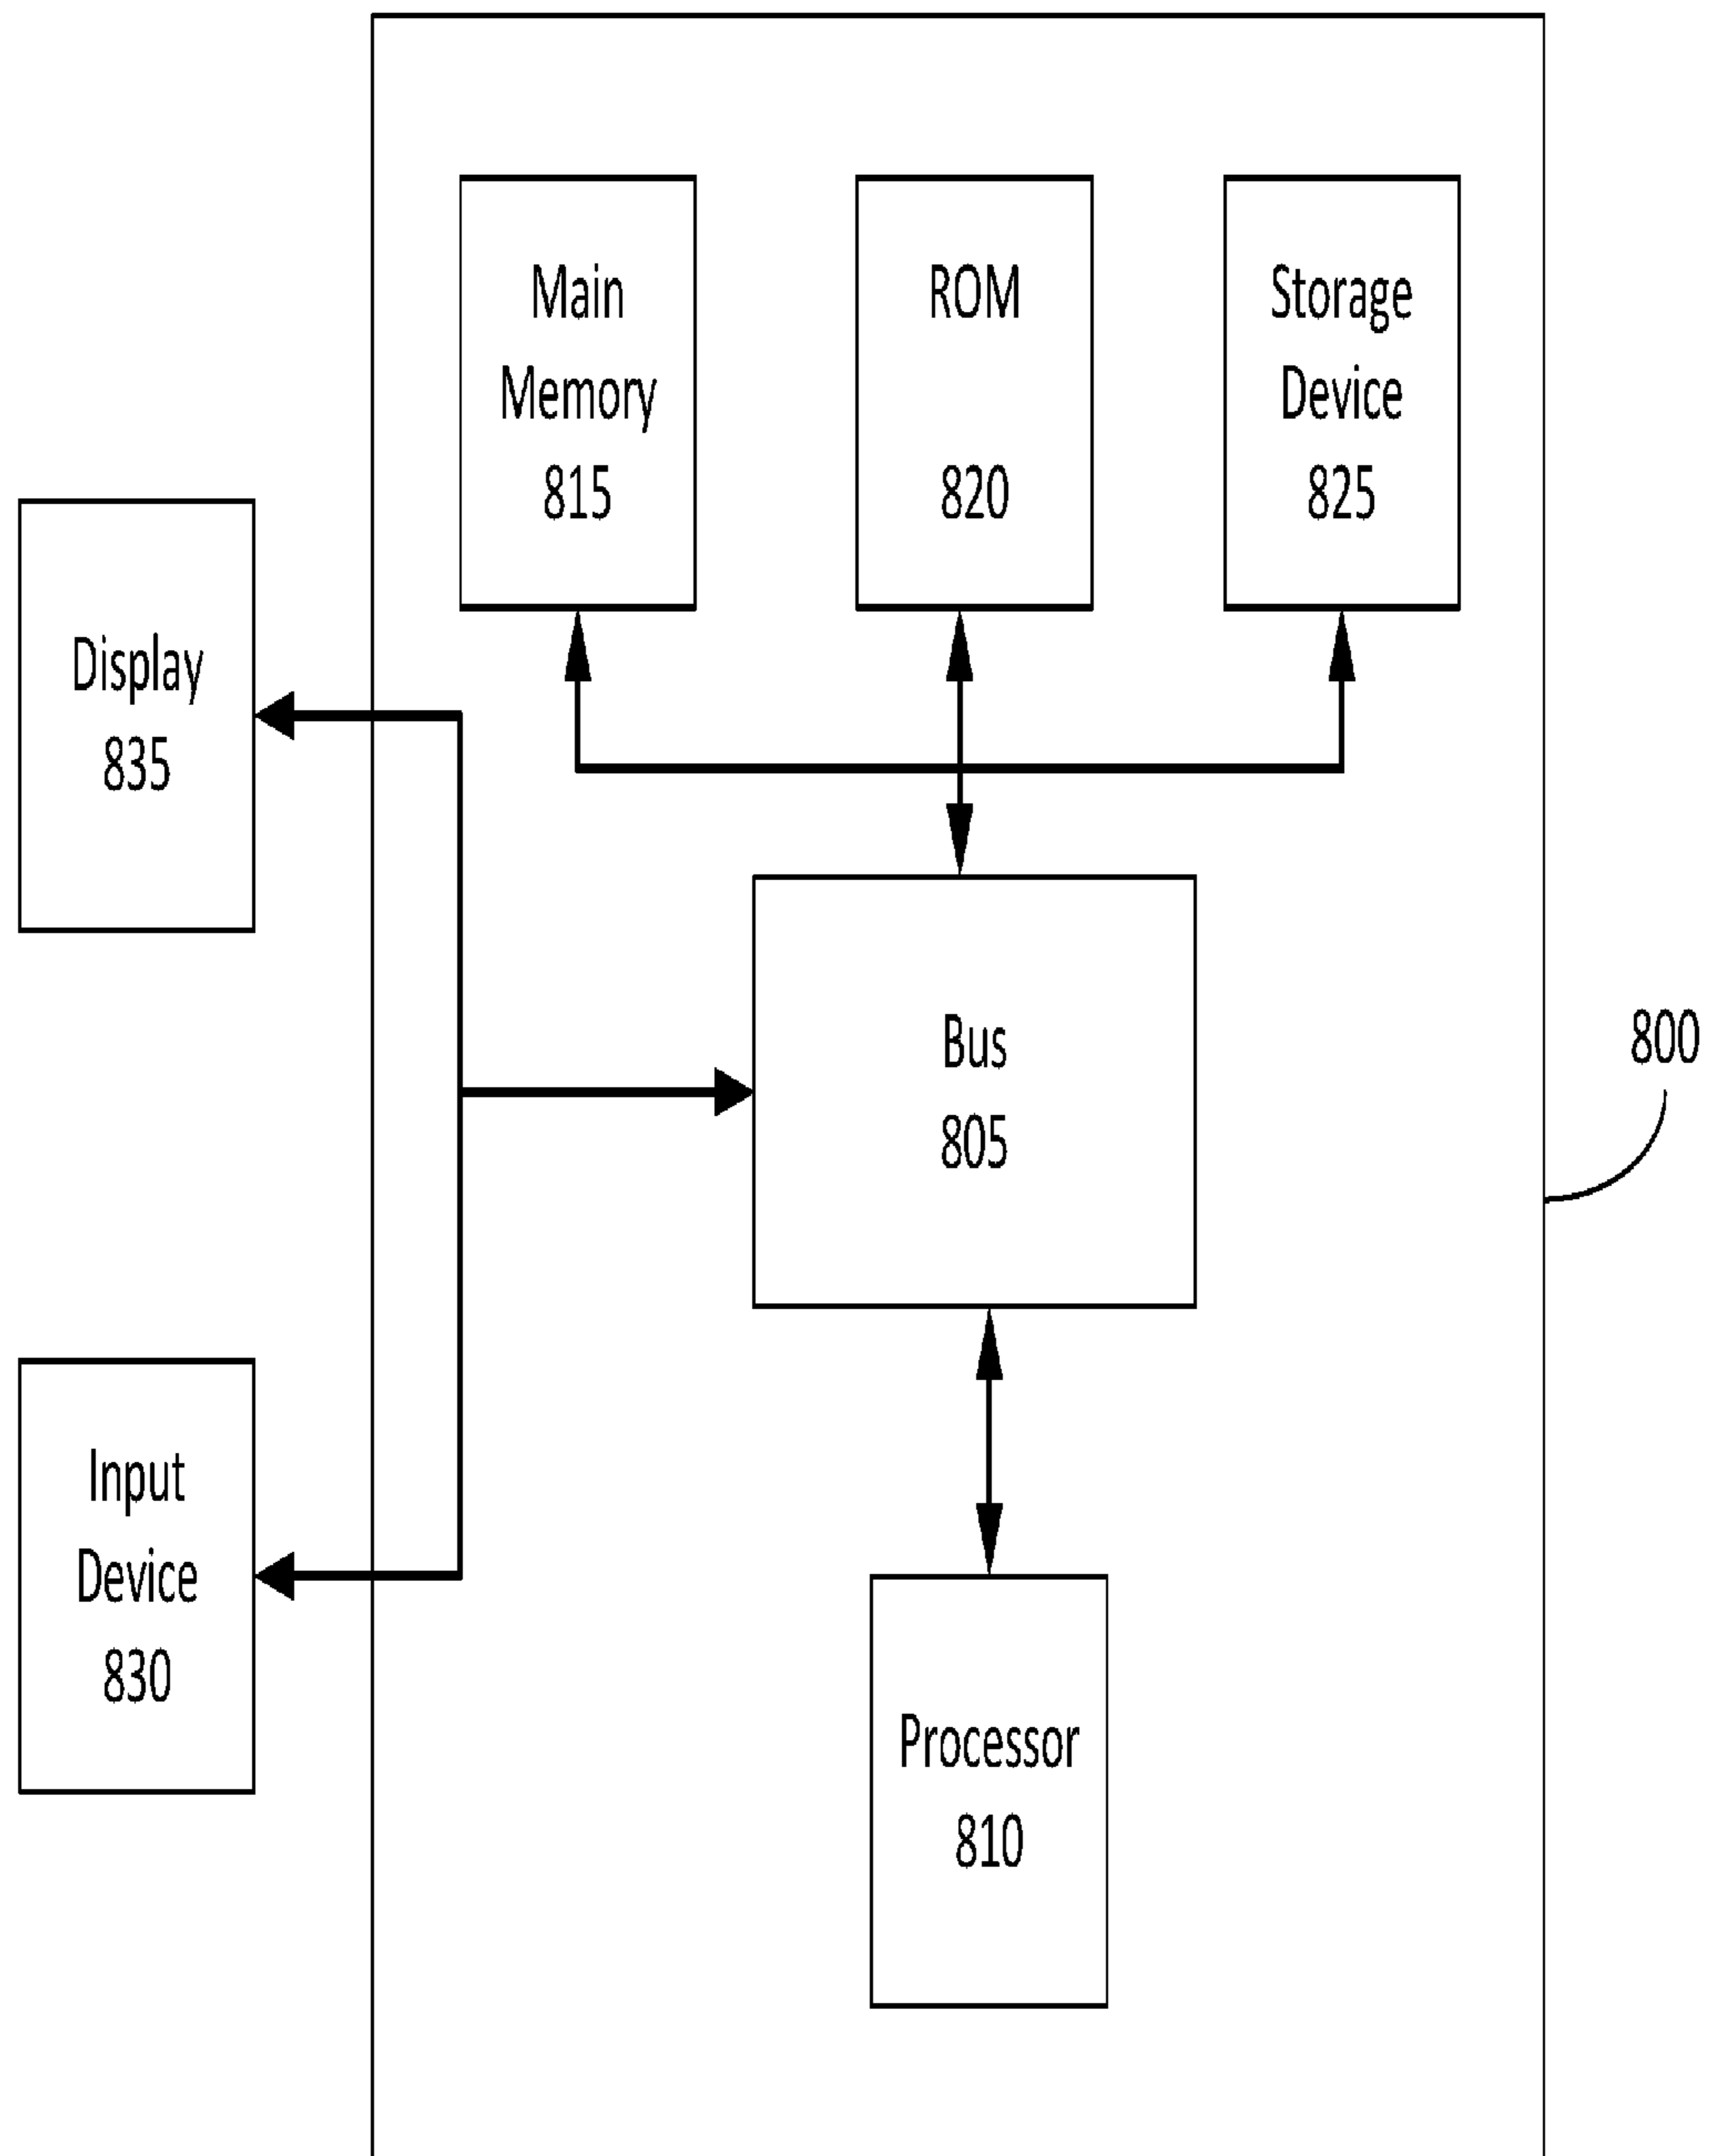 Main
Memory
815
ROM
820
Storage
Device
825
Display
835
Bus
805
800
Input
Device
830
Processor
810